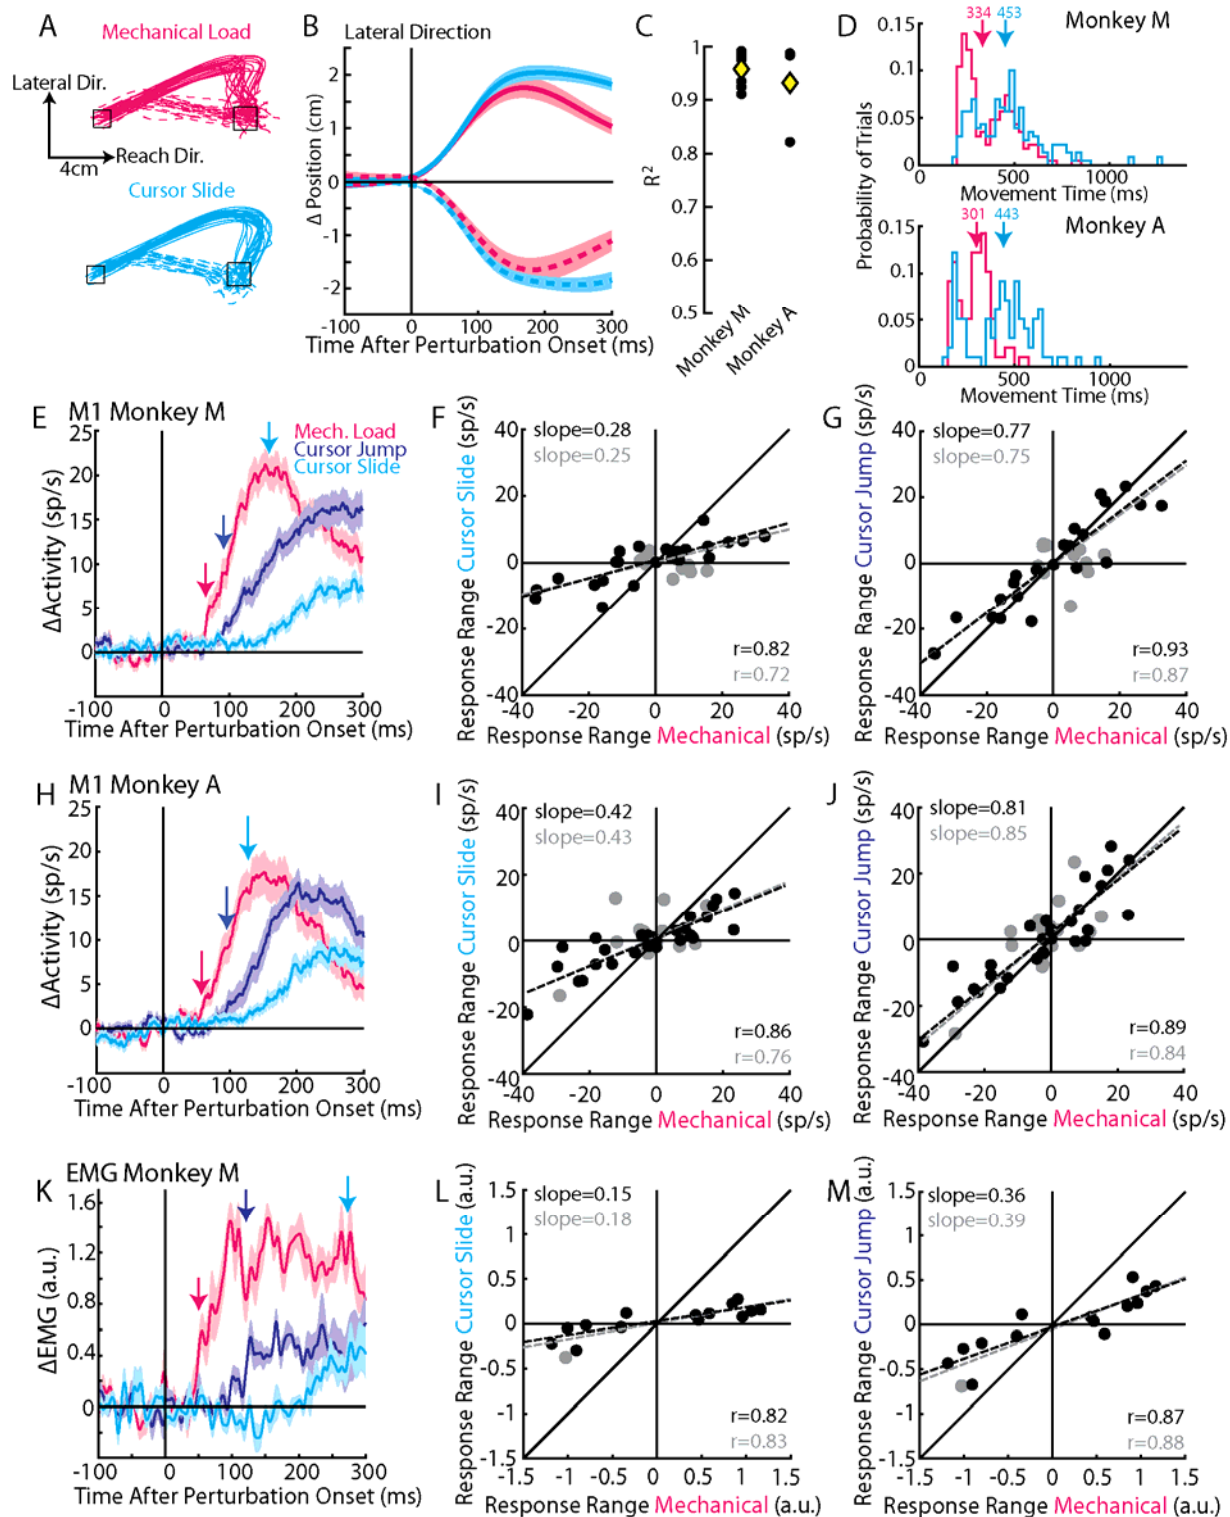 A
Mechanical Load
Lateral Dir.
Reach Dir.
4cm
Cursor Slide
B
Lateral Direction
Δ Position (cm)
2
1
0
-1
-2
-100
0
100
200
300
Time After Perturbation Onset (ms)
C
R²
1
0.9
0.8
0.7
0.6
0.5
Monkey M
Monkey A
D
334
453
Monkey M
0.15
0.1
0.05
0
0
500
1000
Movement Time (ms)
Probability of Trials
301
443
Monkey A
0.15
0.1
0.05
0
0
500
1000
Movement Time (ms)
E
M1 Monkey M
Mech. Load
Cursor Jump
Cursor Slide
ΔActivity (sp/s)
25
20
15
10
5
0
-100
0
100
200
300
Time After Perturbation Onset (ms)
F
slope=0.28
slope=0.25
Response Range Cursor Slide (sp/s)
40
20
0
-20
-40
r=0.82
r=0.72
-40
-20
0
20
40
Response Range Mechanical (sp/s)
G
slope=0.77
slope=0.75
Response Range Cursor Jump (sp/s)
40
20
0
-20
-40
r=0.93
r=0.87
-40
-20
0
20
40
Response Range Mechanical (sp/s)
H
M1 Monkey A
ΔActivity (sp/s)
25
20
15
10
5
0
-100
0
100
200
300
Time After Perturbation Onset (ms)
I
slope=0.42
slope=0.43
Response Range Cursor Slide (sp/s)
40
20
0
-20
-40
r=0.86
r=0.76
-40
-20
0
20
40
Response Range Mechanical (sp/s)
J
slope=0.81
slope=0.85
Response Range Cursor Jump (sp/s)
40
20
0
-20
-40
r=0.89
r=0.84
-40
-20
0
20
40
Response Range Mechanical (sp/s)
K
EMG Monkey M
ΔEMG (a.u.)
1.6
1.2
0.8
0.4
0
-100
0
100
200
300
Time After Perturbation Onset (ms)
L
slope=0.15
slope=0.18
Response Range Cursor Slide (a.u.)
1.5
1
0.5
0
-0.5
-1
-1.5
r=0.82
r=0.83
-1.5
-1
-0.5
0
0.5
1
1.5
Response Range Mechanical (a.u.)
M
slope=0.36
slope=0.39
Response Range Cursor Jump (a.u.)
1.5
1
0.5
0
-0.5
-1
-1.5
r=0.87
r=0.88
-1.5
-1
-0.5
0
0.5
1
1.5
Response Range Mechanical (a.u.)